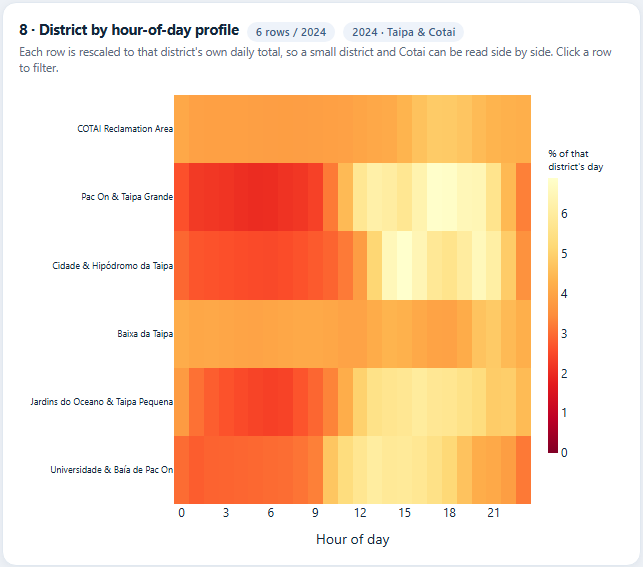 8 · District by hour-of-day profile 6 rows / 2024 2024 · Taipa & Cotai
Each row is rescaled to that district's own daily total, so a small district and Cotai can be read side by side. Click a row
to filter.
COTAI Reclamation Area
Pac On & Taipa Grande
Cidade & Hipódromo da Taipa
Baixa da Taipa
Jardins do Oceano & Taipa Pequena
Universidade & Baía de Pac On
0 3 6 9 12 15 18 21
Hour of day
% of that
district's day
6
5
4
3
2
1
0